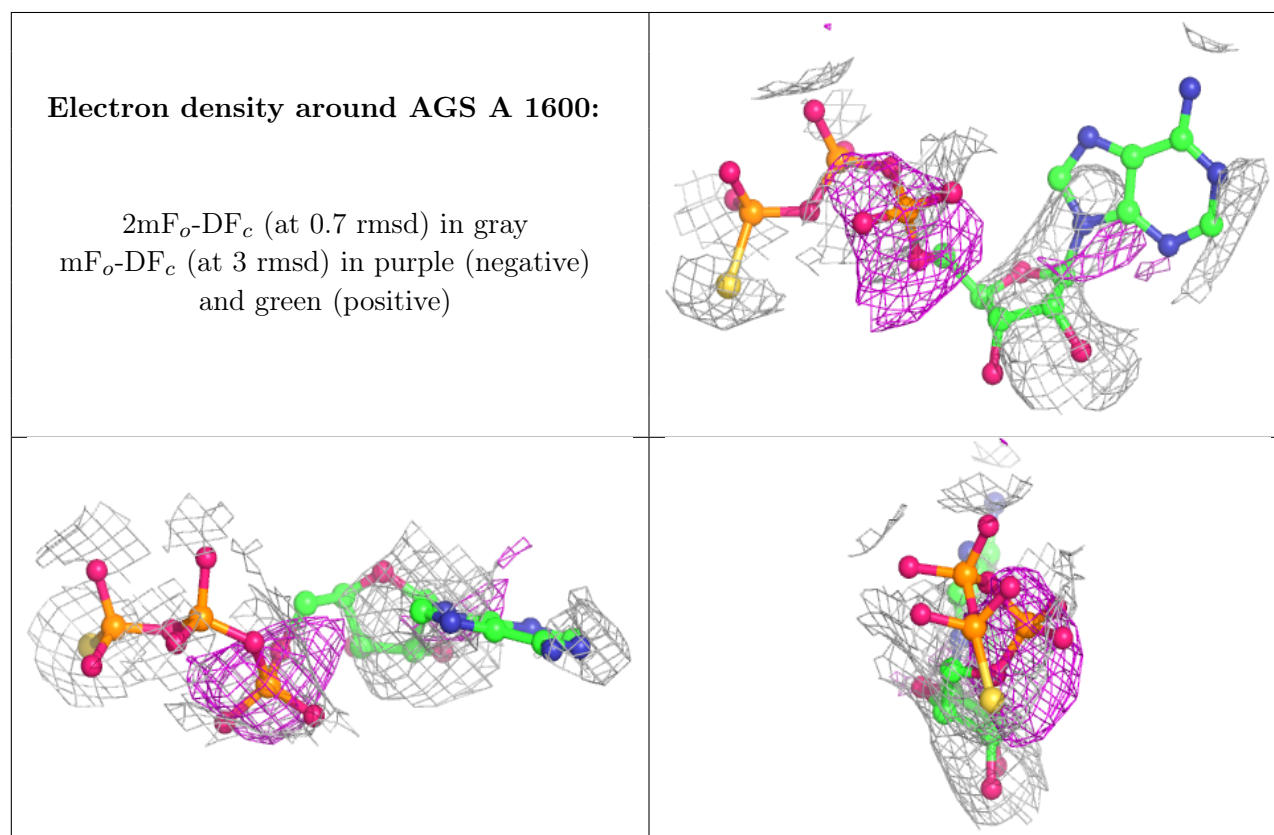 Electron density around AGS A 1600:
2mFo-DFc (at 0.7 rmsd) in gray
mFo-DFc (at 3 rmsd) in purple (negative)
and green (positive)